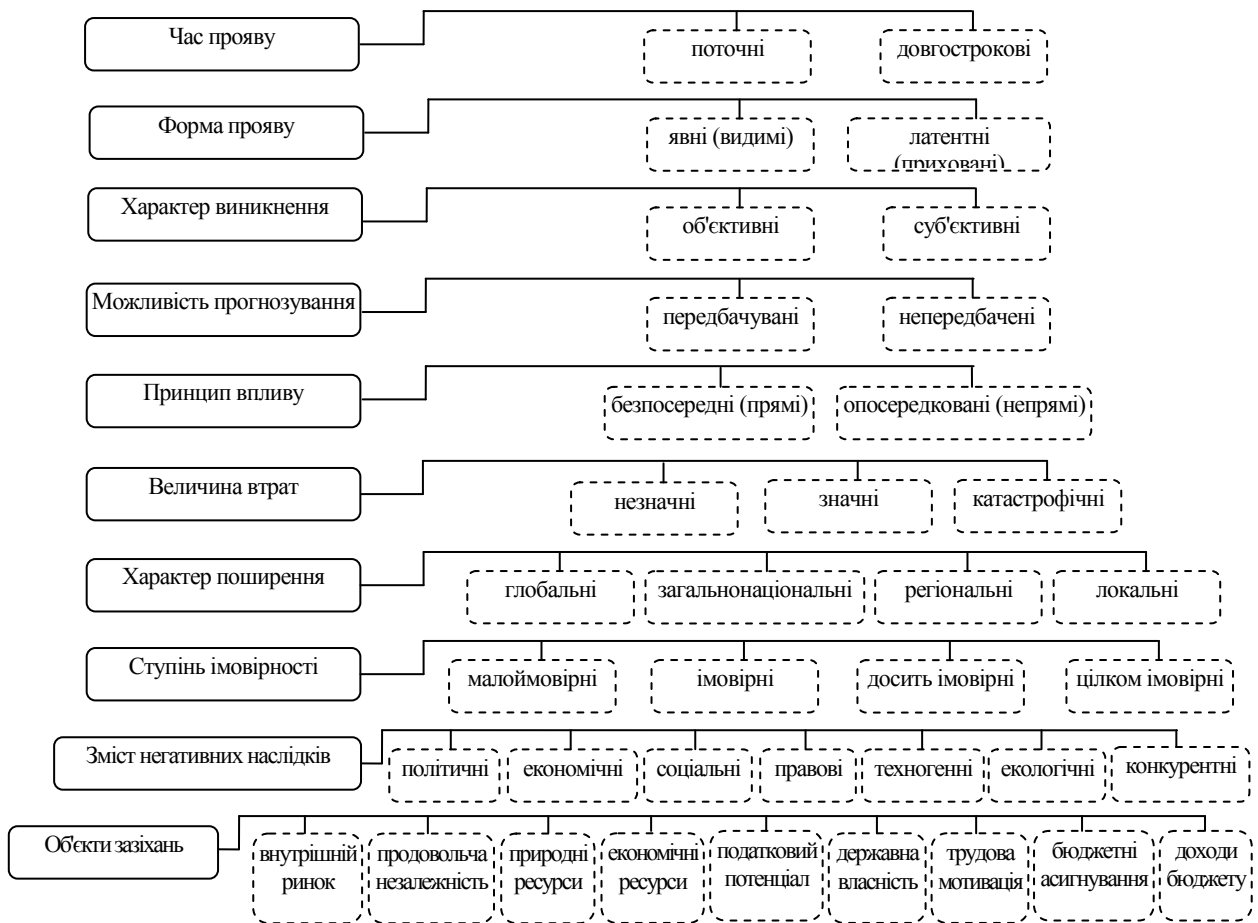 Час прояву
поточні
довгострокові
Форма прояву
явні (видимі)
латентні
(приховані)
Характер виникнення
об'єктивні
суб'єктивні
Можливість прогнозування
передбачувані
непередбачені
Принцип впливу
безпосередні (прямі)
опосередковані (непрямі)
Величина втрат
незначні
значні
катастрофічні
Характер поширення
глобальні
загальнонаціональні
регіональні
локальні
Ступінь імовірності
малоймовірні
імовірні
досить імовірні
цілком імовірні
Зміст негативних наслідків
політичні
економічні
соціальні
правові
техногенні
екологічні
конкурентні
Об'єкти зазіхань
внутрішній
ринок
продовольча
незалежність
природні
ресурси
економічні
ресурси
податковий
потенціал
державна
власність
трудова
мотивація
бюджетні
асигнування
доходи
бюджету